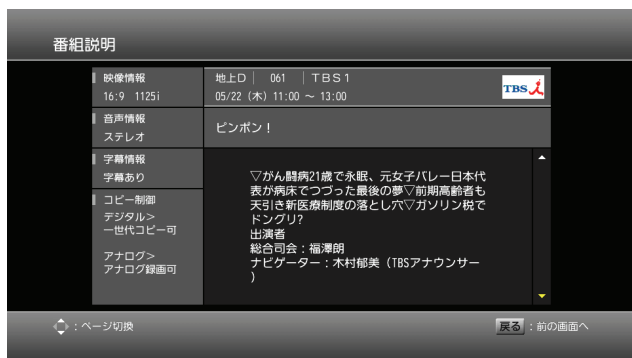 番組説明
映像情報
16:9 1125i
音声情報
ステレオ
字幕情報
字幕あり
コピー制御
デジタル>
一世代コピー可
アナログ>
アナログ録画可
地上D 061 TBS1
05/22 (木) 11:00 ～ 13:00
TBS
ピンポン！
▽がん闘病21歳で永眠、元女子バレー日本代
表が病床でつづった最後の夢▽前期高齢者も
天引き新医療制度の落とし穴▽ガソリン税で
ドングリ?
出演者
総合司会：福澤朗
ナビゲーター：木村郁美（TBSアナウンサー
）
：ページ切換
戻る：前の画面へ